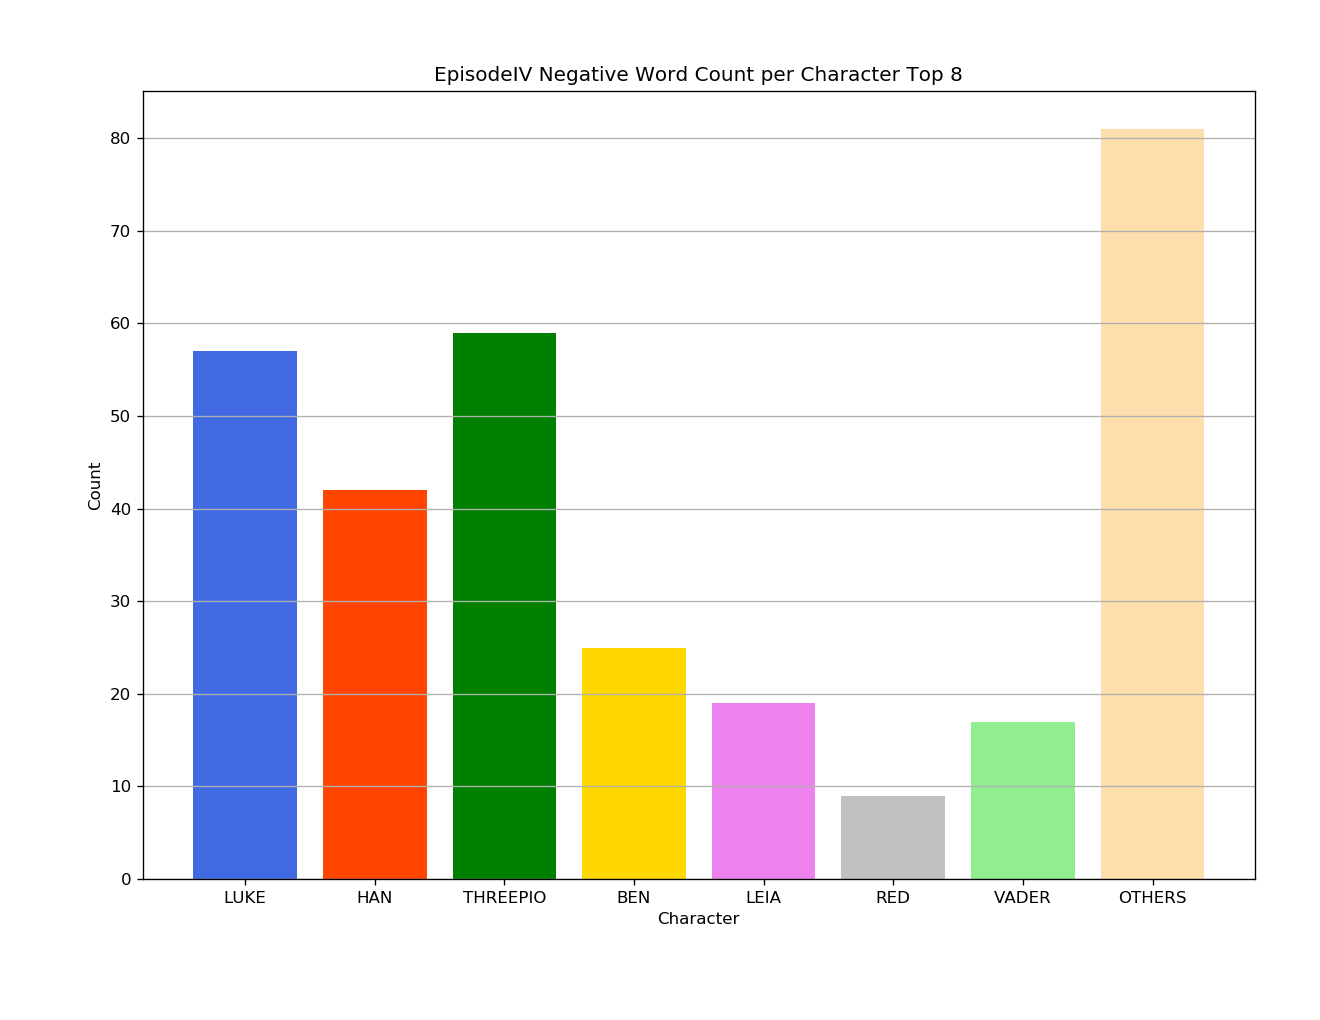 EpisodeIV Negative Word Count per Character Top 8
80
70
60
50
40
30
20
10
0
Count
LUKE HAN THREEPIO BEN LEIA RED VADER OTHERS
Character